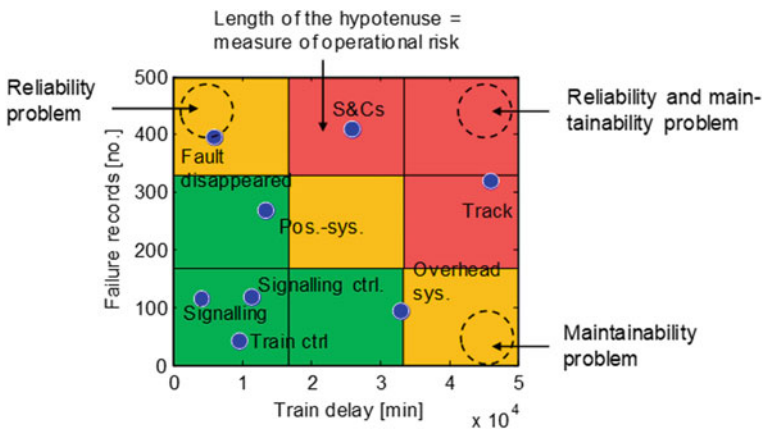 Length of the hypotenuse =
measure of operational risk
Reliability
problem
Reliability and main-
tainability problem
Maintainability
problem
Failure records [no.]
500
400
300
200
100
0
S&Cs
Fault
disappeared
Track
Pos.-sys.
Overhead
sys.
Signalling ctrl.
Signalling
Train ctrl
0 1 2 3 4 5
Train delay [min]
x 10⁴